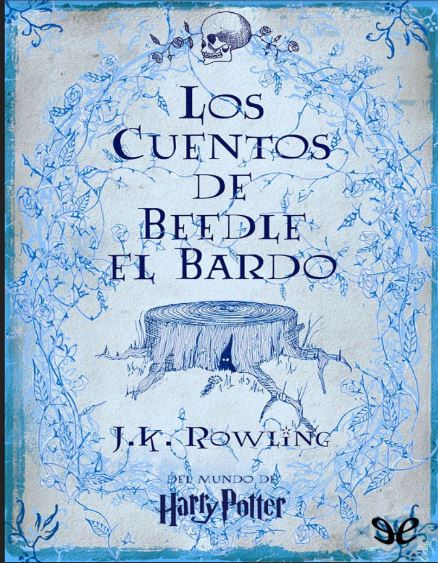 LOS
CUENTOS
DE
BEEDLE
EL BARDO
J.K. ROWLING
DEL MUNDO DE
Harry Potter